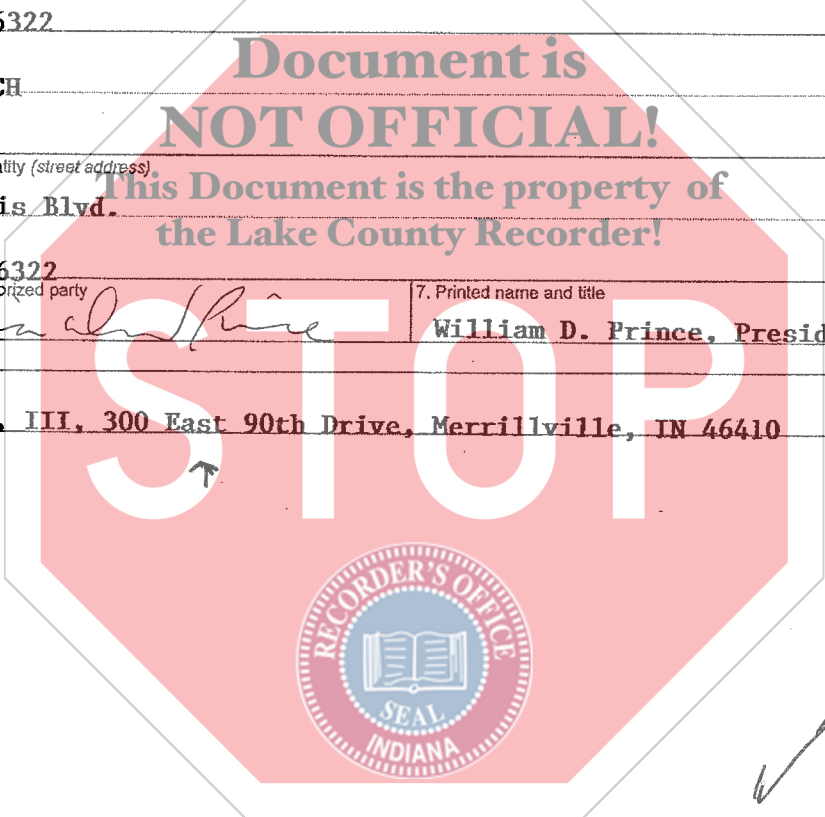 6322
CH
Document is
NOT OFFICIAL!
tity (street address)
This Document is the property of
is Blvd.
the Lake County Recorder!
6322
orized party
7. Printed name and title
William D. Prince, Presid
STOP
. III, 300 East 90th Drive, Merrillville, IN 46410
RECORDER'S OFFICE
SEAL
INDIANA